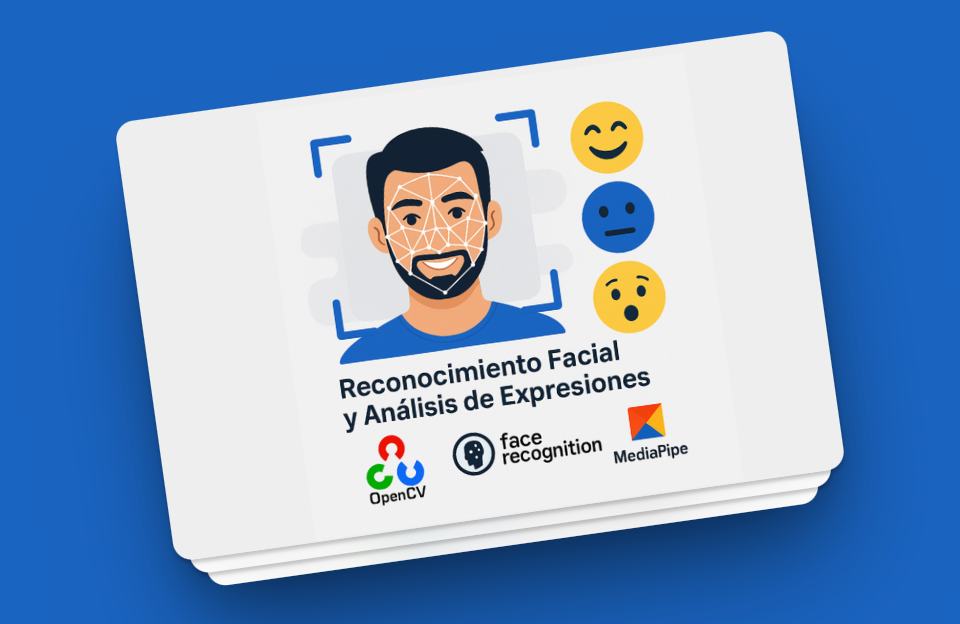 Reconocimiento Facial
y Análisis de Expresiones
OpenCV
face
recognition
MediaPipe